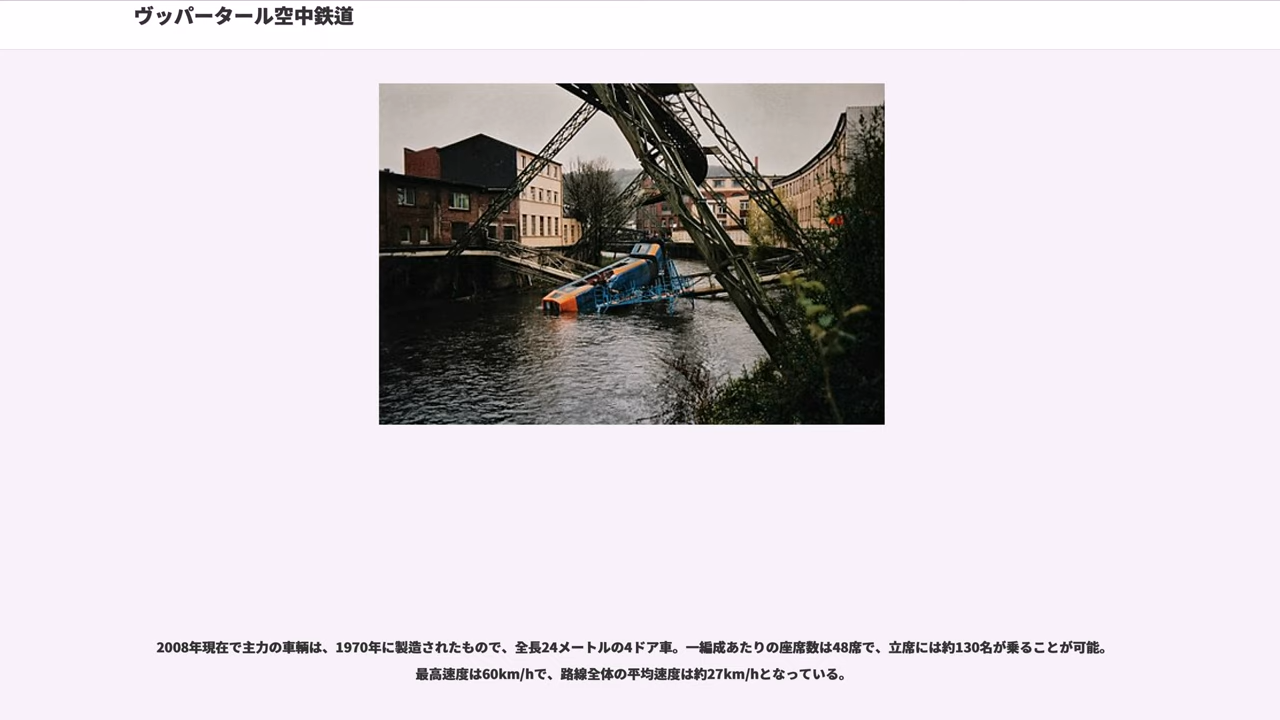 ヴッパータール空中鉄道
2008年現在で主力の車輌は、1970年に製造されたもので、全長24メートルの4ドア車。一編成あたりの座席数は48席で、立席には約130名が乗ることが可能。
最高速度は60km/hで、路線全体の平均速度は約27km/hとなっている。